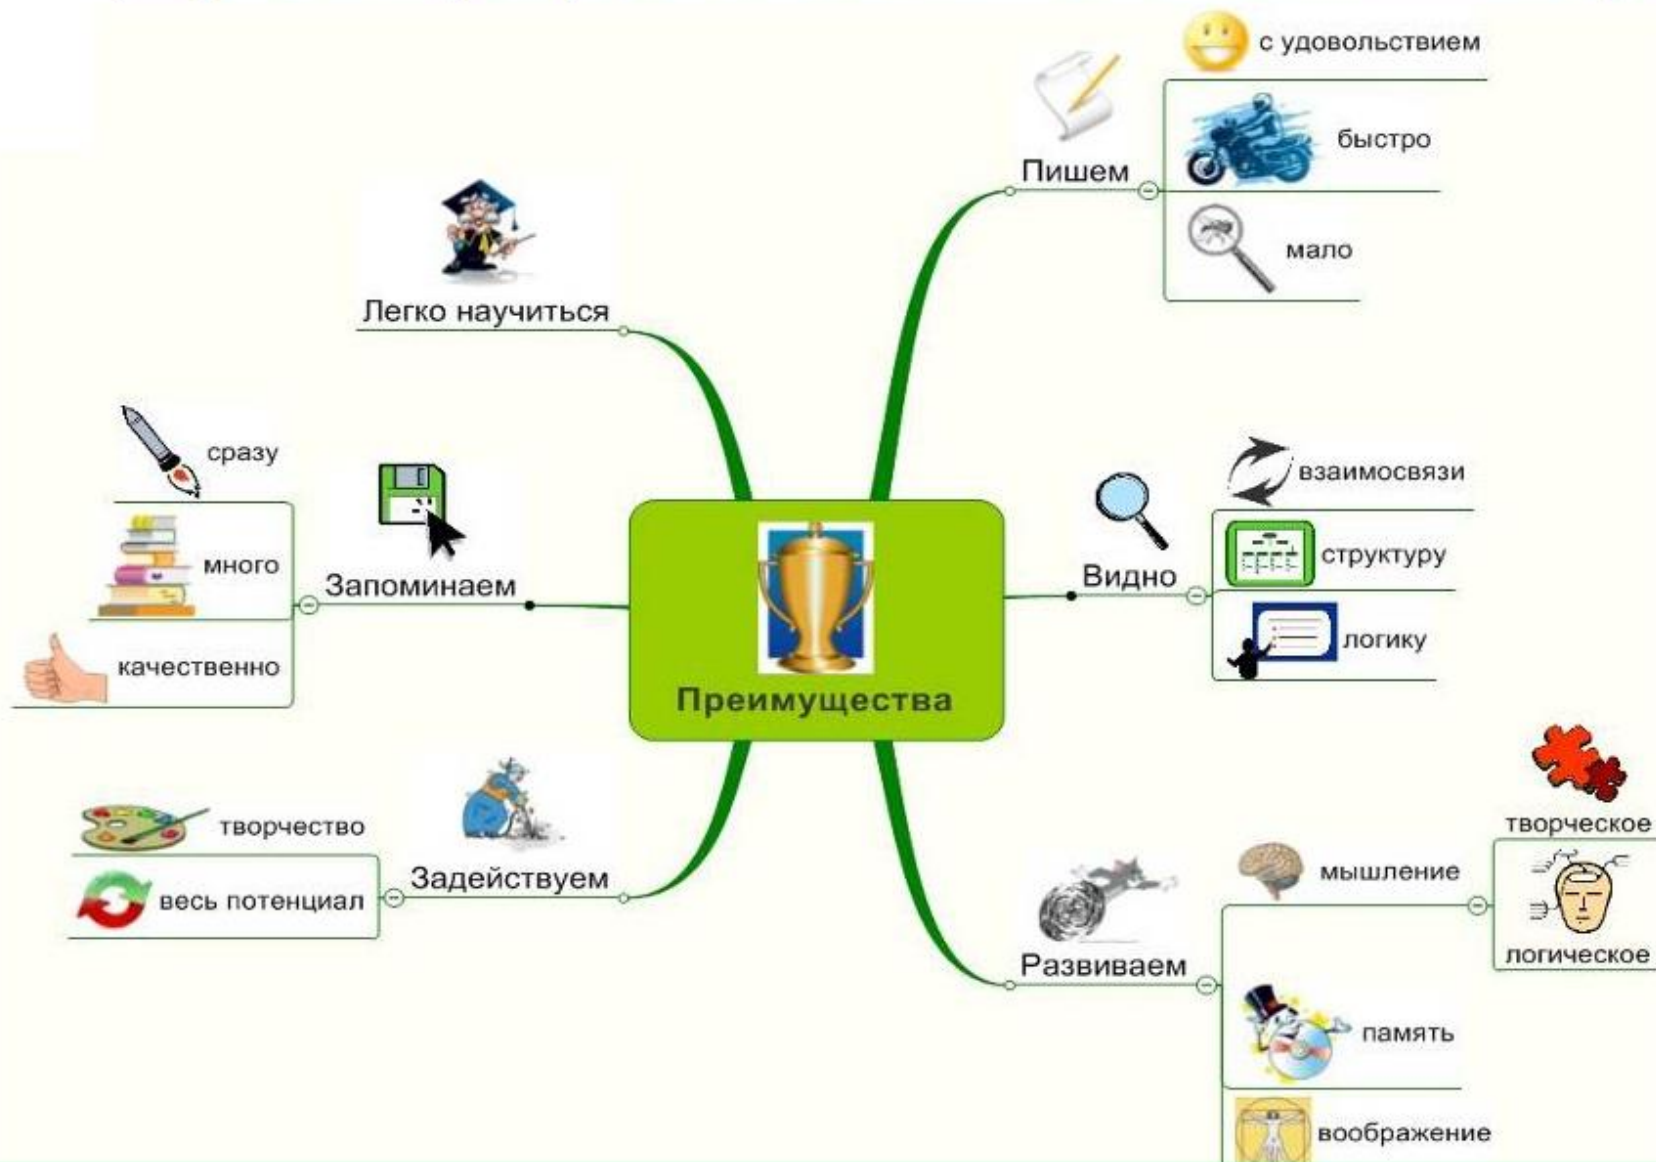 с удовольствием
быстро
Пишем
мало
Легко научиться
сразу
много
Запоминаем
качественно
взаимосвязи
Видно
структуру
логику
Преимущества
творчество
Задействуем
весь потенциал
творческое
мышление
логическое
Развиваем
память
воображение